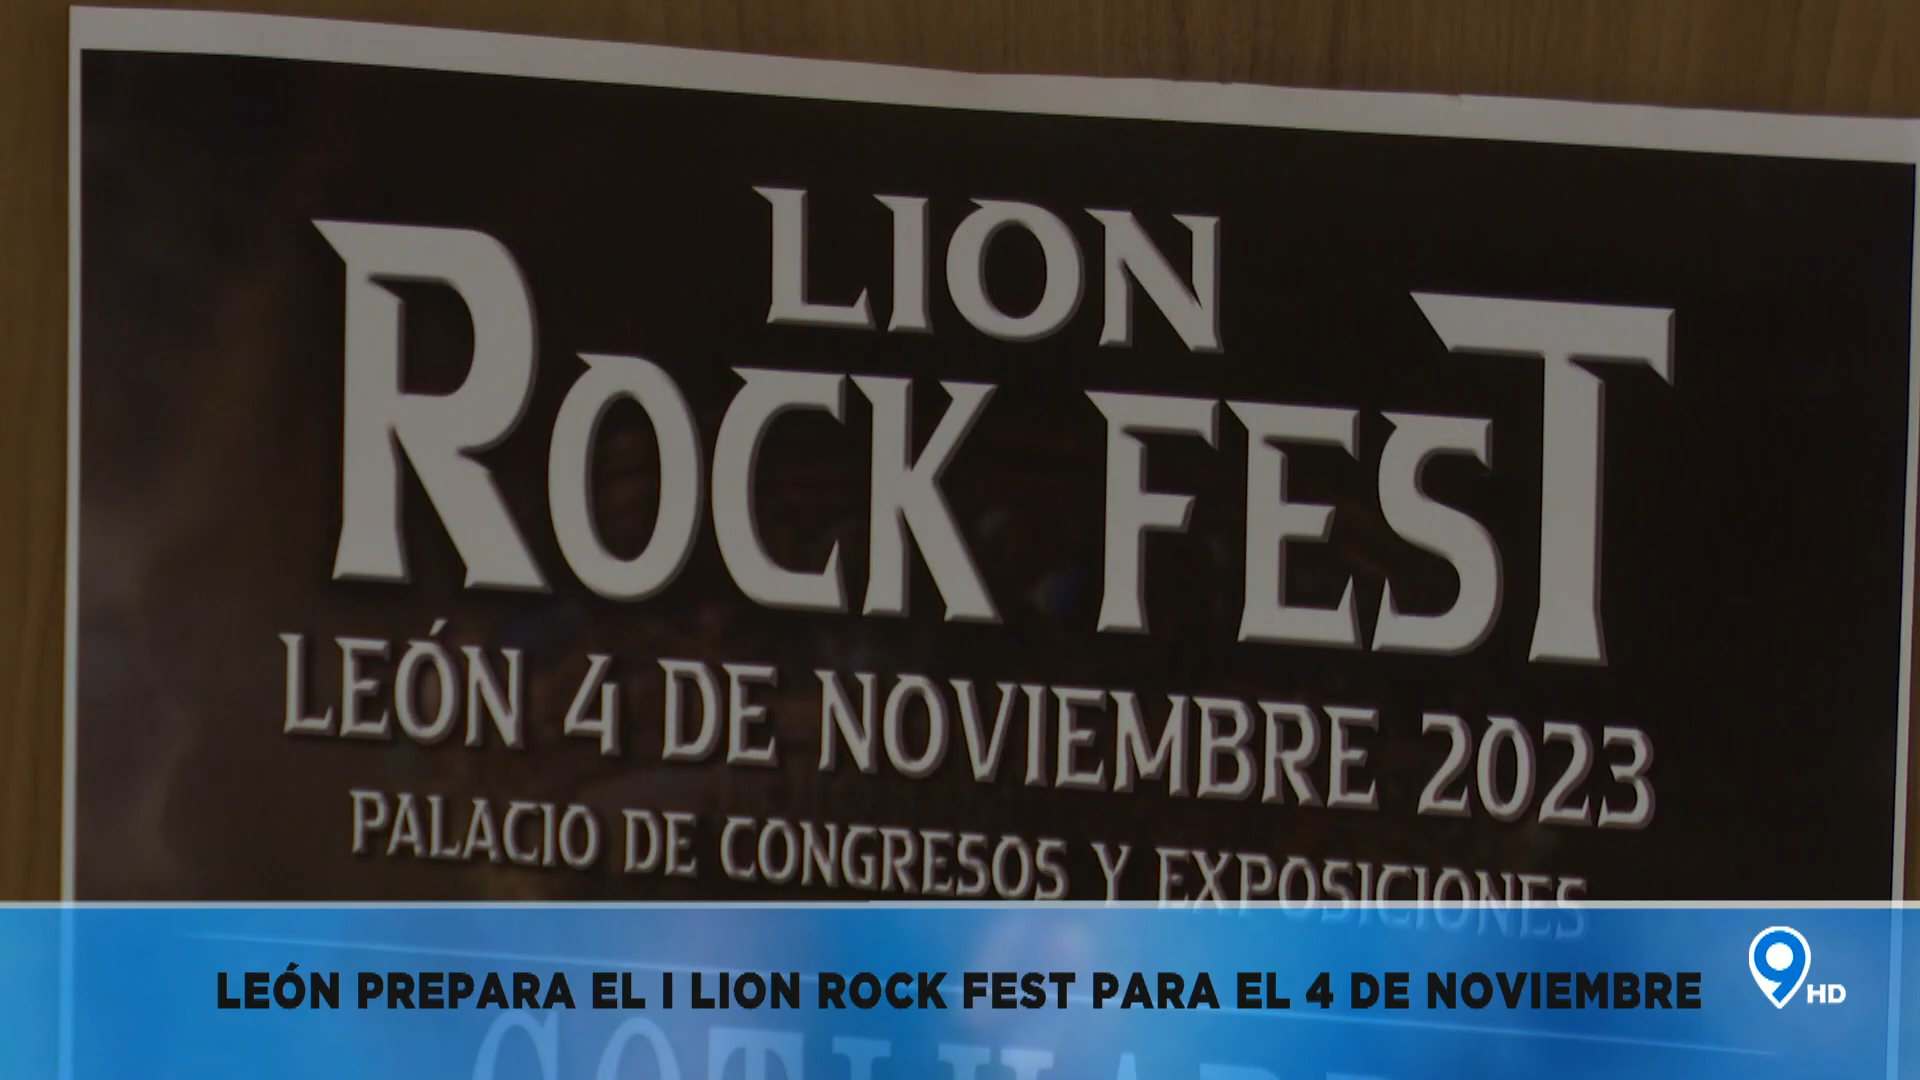 LION
ROCK FEST
LEÓN 4 DE NOVIEMBRE 2023
PALACIO DE CONGRESOS Y EXPOSICIONES
LEÓN PREPARA EL I LION ROCK FEST PARA EL 4 DE NOVIEMBRE
9 HD